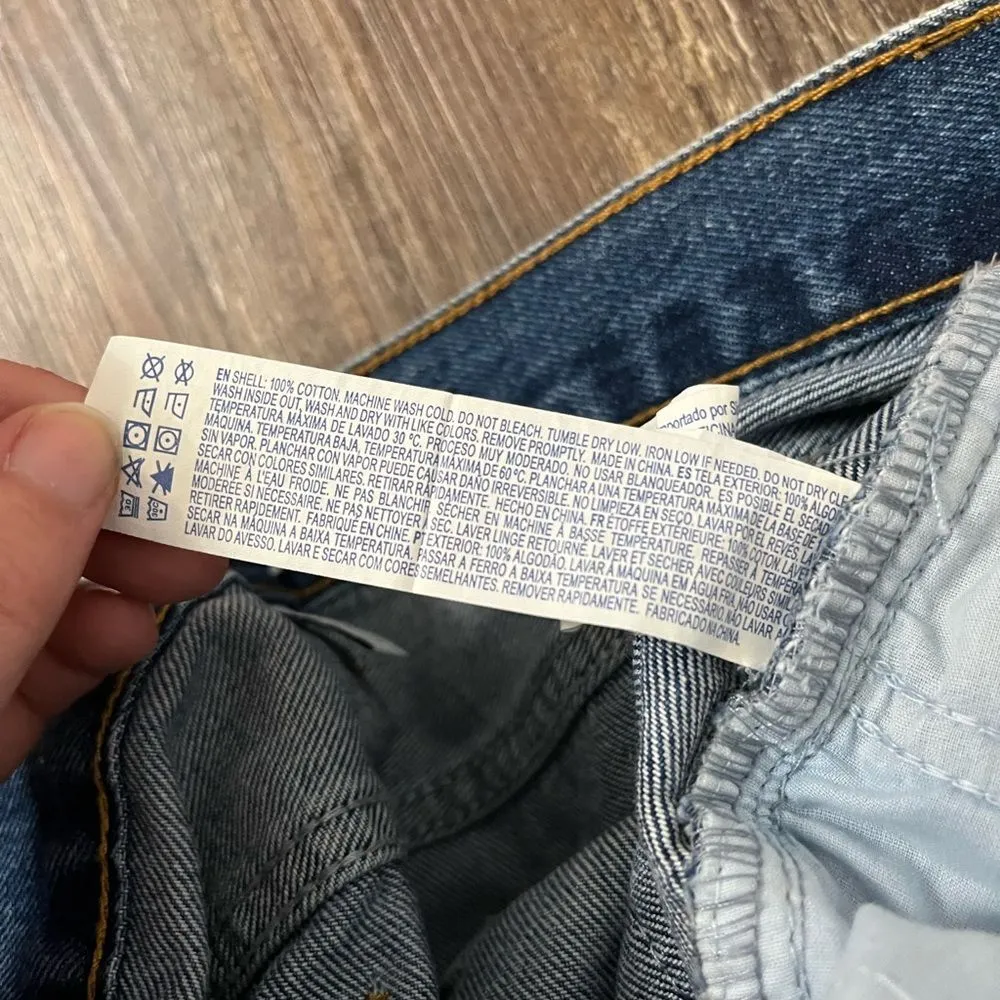 EN SHELL: 100% COTTON. MACHINE WASH COLD. DO NOT BLEACH. TUMBLE DRY LOW. IRON LOW IF NEEDED. DO NOT DRY CLE
WASH INSIDE OUT. WASH AND DRY WITH LIKE COLORS. REMOVE PROMPTLY. MADE IN CHINA. ES TELA EXTERIOR: 100% ALGO
TEMPERATURA MÁXIMA DE LAVADO 30 °C. PROCESO MUY MODERADO. NO USAR BLANQUEADOR. ES POSIBLE EL SECAD
MÁQUINA. TEMPERATURA BAJA, TEMPERATURA MÁXIMA DE 60°C. PLANCHAR A UNA TEMPERATURA MÁXIMA DE LA BASE DE
SIN VAPOR. PLANCHAR CON VAPOR PUEDE CAUSAR DAÑO IRREVERSIBLE. NO LIMPIEZA EN SECO. LAVAR POR EL REVÉS. LA
SECAR CON COLORES SIMILARES. RETIRAR RÁPIDAMENTE. HECHO EN CHINA. FR ÉTOFFE EXTÉRIEURE: 100% COTON. LAVER
MACHINE À L'EAU FROIDE. NE PAS BLANCHIR. SÉCHER EN MACHINE À BASSE TEMPÉRATURE. REPASSER À TEMPÉRA
MODÉRÉE SI NÉCESSAIRE. NE PAS NETTOYER À SEC. LAVER LINGE RETOURNÉ. LAVER ET SÉCHER AVEC COULEURS SIMIL
RETIRER RAPIDEMENT. FABRIQUÉ EN CHINE. PT EXTERIOR: 100% ALGODÃO. LAVAR À MÁQUINA EM ÁGUA FRIA. NÃO USAR
SECAR NA MÁQUINA À BAIXA TEMPERATURA. PASSAR A FERRO À BAIXA TEMPERATURA SE NECESSÁRIO. NÃO LAVAR A
LAVAR DO AVESSO. LAVAR E SECAR COM CORES SEMELHANTES. REMOVER RAPIDAMENTE. FABRICADO NA CHINA.
portado por S